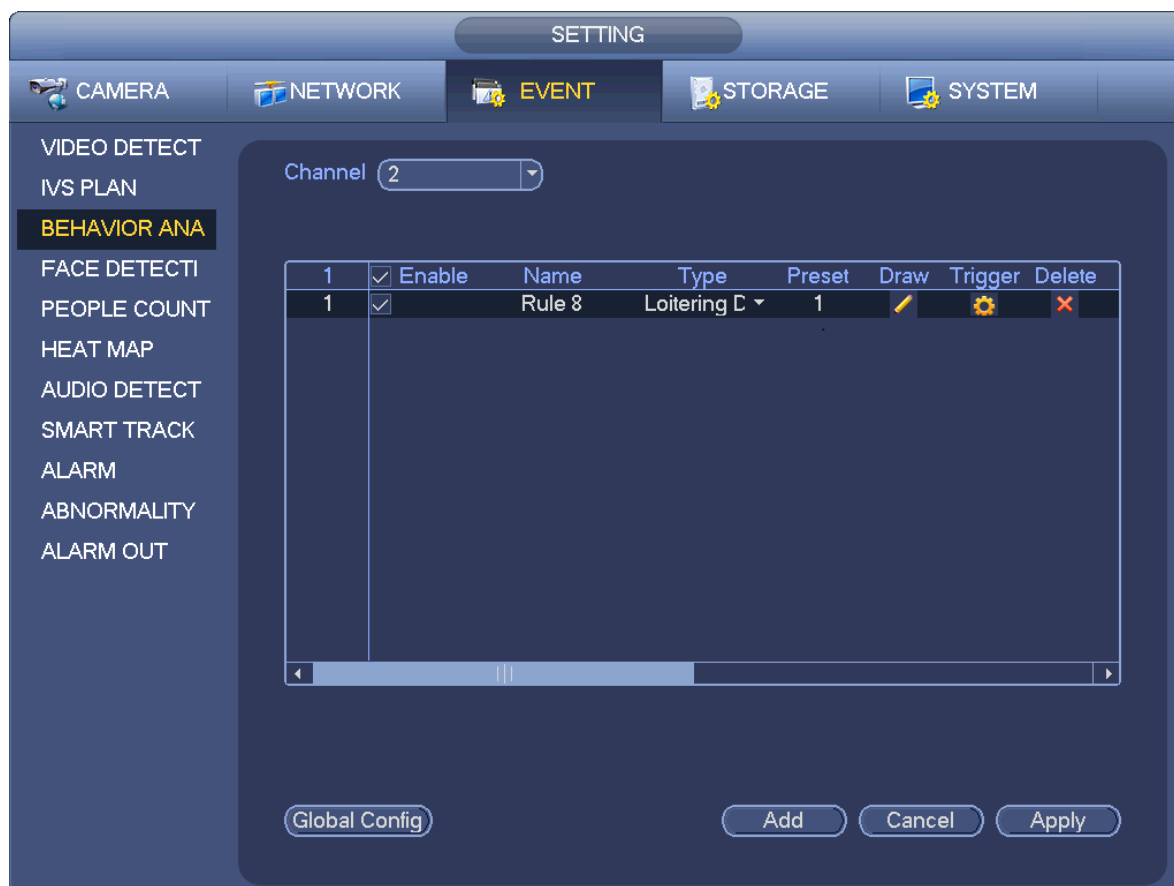 SETTING
CAMERA NETWORK EVENT STORAGE SYSTEM
VIDEO DETECT
IVS PLAN
BEHAVIOR ANA
FACE DETECTI
PEOPLE COUNT
HEAT MAP
AUDIO DETECT
SMART TRACK
ALARM
ABNORMALITY
ALARM OUT
Channel 2
1 Enable Name Type Preset Draw Trigger Delete
1 Rule 8 Loitering D 1
Global Config Add Cancel Apply